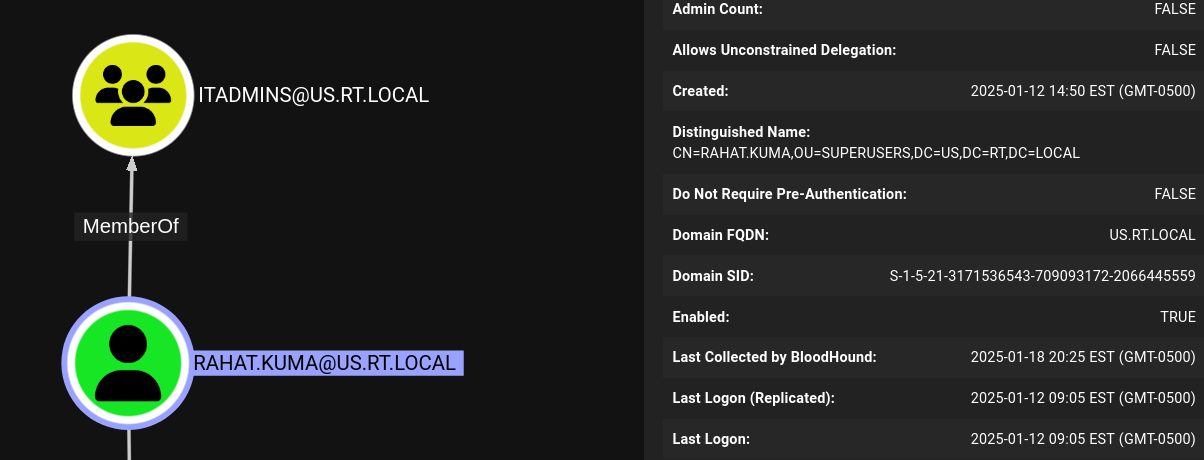 ITADMINS@US.RT.LOCAL
MemberOf
RAHAT.KUMA@US.RT.LOCAL
Admin Count: FALSE
Allows Unconstrained Delegation: FALSE
Created: 2025-01-12 14:50 EST (GMT-0500)
Distinguished Name:
CN=RAHAT.KUMA,OU=SUPERUSERS,DC=US,DC=RT,DC=LOCAL
Do Not Require Pre-Authentication: FALSE
Domain FQDN: US.RT.LOCAL
Domain SID: S-1-5-21-3171536543-709093172-2066445559
Enabled: TRUE
Last Collected by BloodHound: 2025-01-18 20:25 EST (GMT-0500)
Last Logon (Replicated): 2025-01-12 09:05 EST (GMT-0500)
Last Logon: 2025-01-12 09:05 EST (GMT-0500)